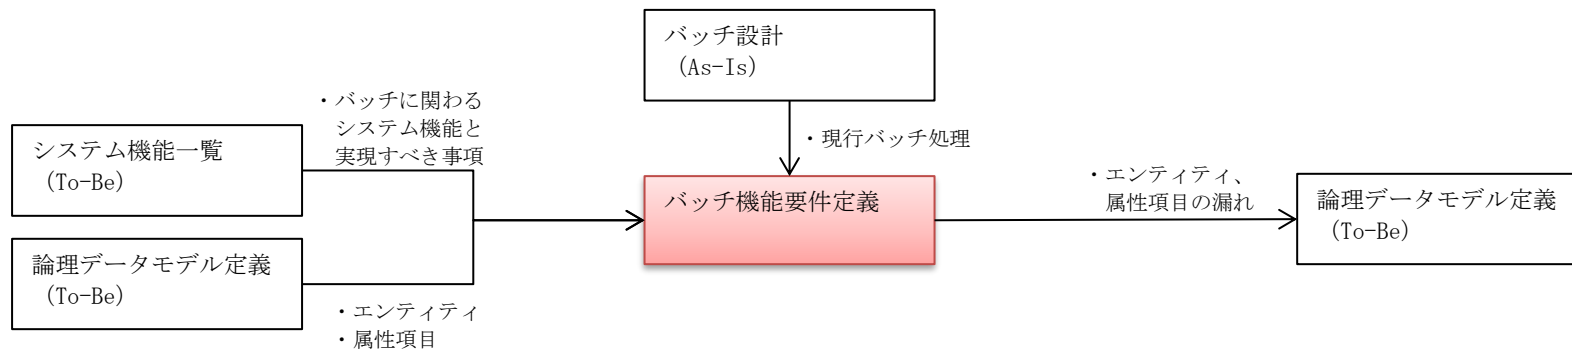 バッチ設計
(As-Is)
・バッチに関わる
システム機能と
実現すべき事項
・現行バッチ処理
システム機能一覧
(To-Be)
バッチ機能要件定義
・エンティティ、
属性項目の漏れ
論理データモデル定義
(To-Be)
論理データモデル定義
(To-Be)
・エンティティ
・属性項目